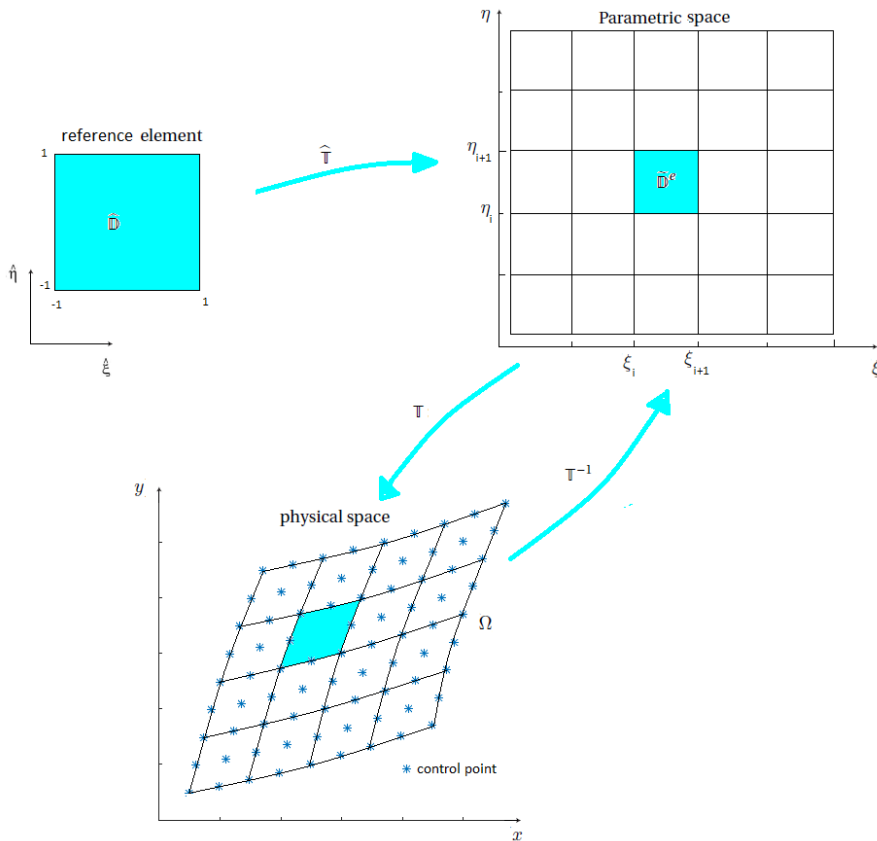 η
Parametric space
reference element
1
𝕋̂
η_{i+1}
𝔻̃^e
𝔻̂
η_i
η̂
-1
-1
1
ξ̂
ξ_i
ξ_{i+1}
ξ
𝕋
𝕋^{-1}
y
physical space
Ω
control point
x